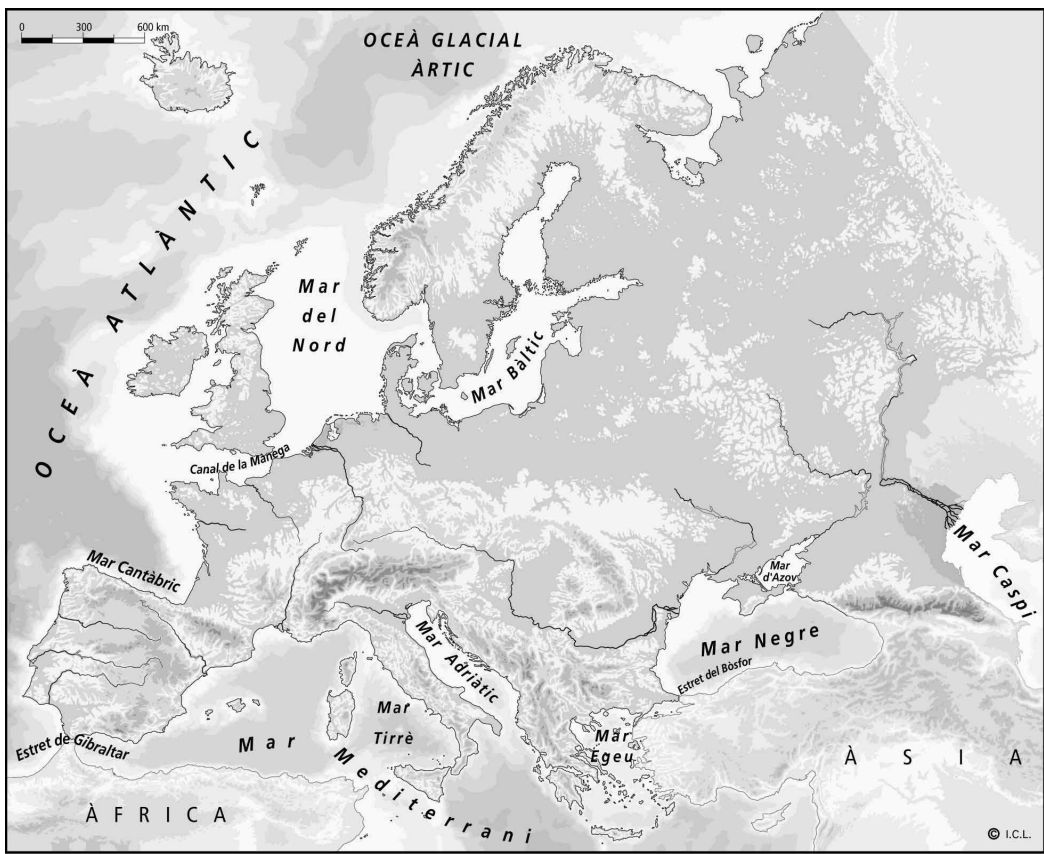 0 300 600 km
OCEÀ GLACIAL
ÀRTIC
OCEÀ ATLÀNTIC
Mar
del
Nord
Mar Bàltic
Canal de la Mànega
Mar Cantàbric
Mar Caspi
Mar
d'Azov
Mar Negre
Estret del Bòsfor
Mar Adriàtic
Mar
Tirrè
Mar
Egeu
Estret de Gibraltar
Mar Mediterrani
ÀSIA
ÀFRICA
© I.C.L.